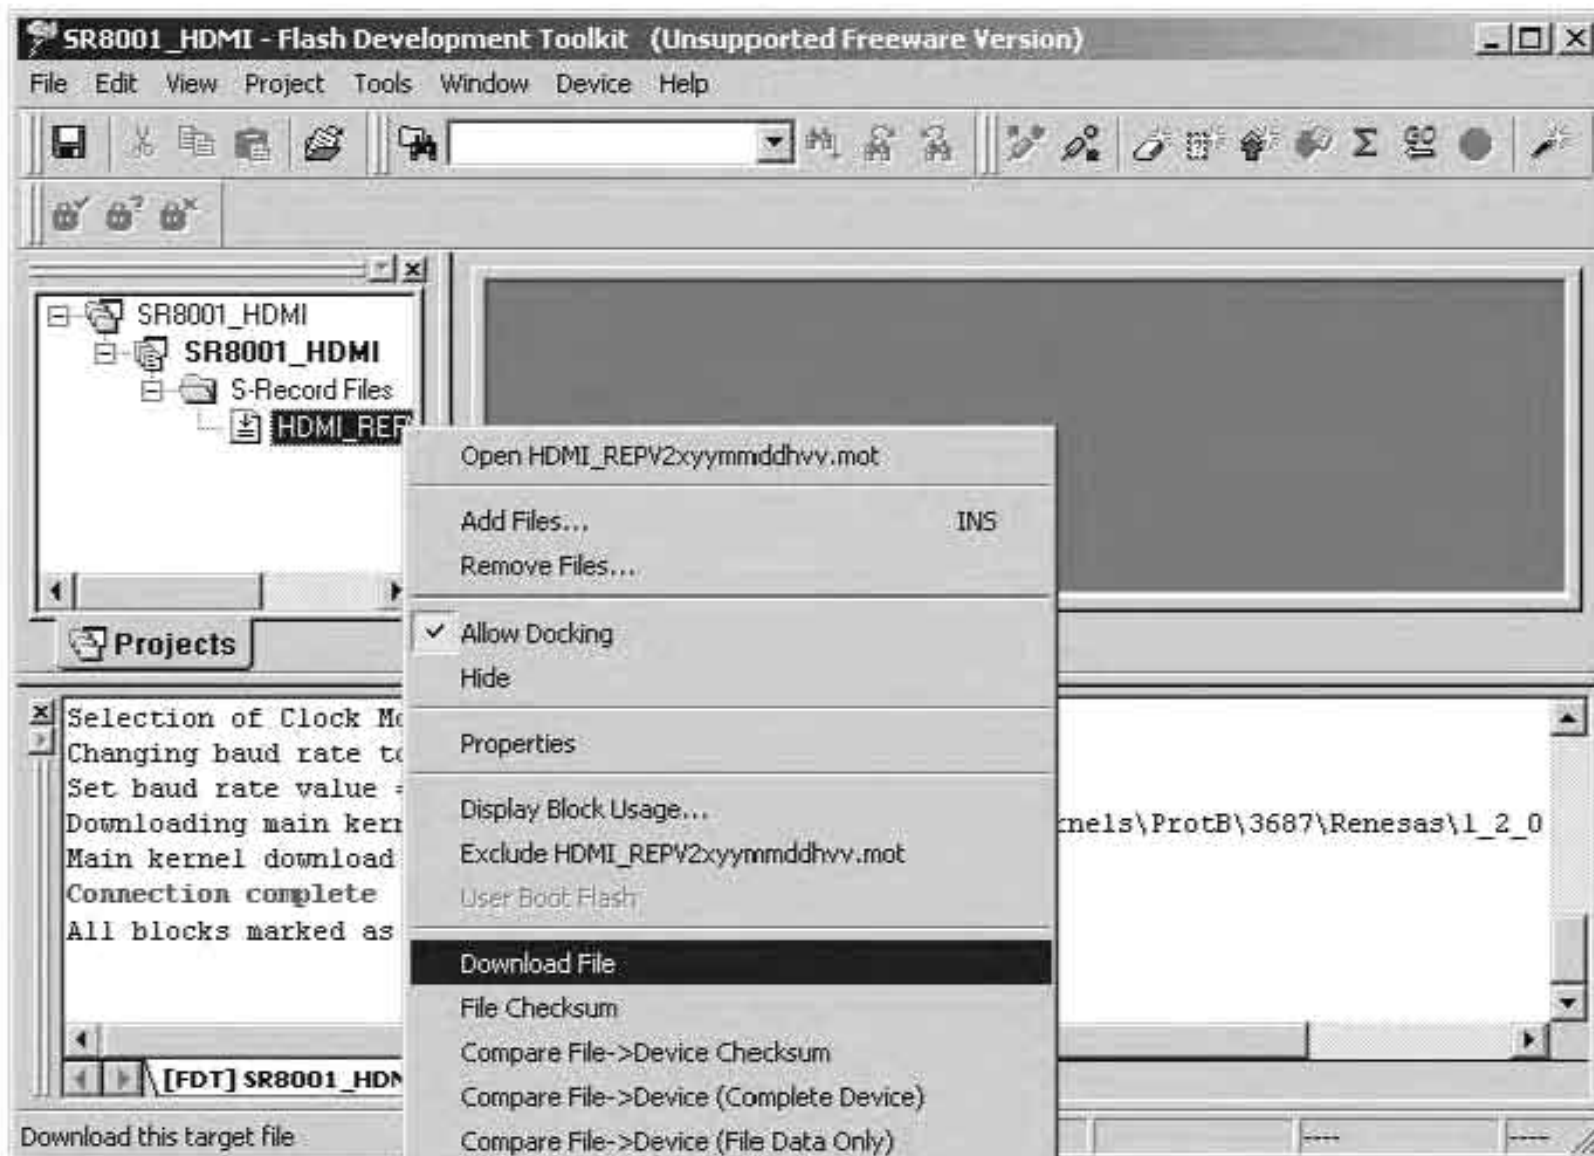 SR8001_HDMI - Flash Development Toolkit (Unsupported Freeware Version)
File Edit View Project Tools Window Device Help
SR8001_HDMI
SR8001_HDMI
S-Record Files
HDMI_REP
Projects
Open HDMI_REPV2xyymmddhvv.mot
Add Files... INS
Remove Files...
Allow Docking
Hide
Properties
Display Block Usage...
Exclude HDMI_REPV2xyymmddhvv.mot
User Boot Flash
Download File
File Checksum
Compare File->Device Checksum
Compare File->Device (Complete Device)
Compare File->Device (File Data Only)
Selection of Clock Mo
Changing baud rate to
Set baud rate value =
Downloading main kern
rnels\ProtB\3687\Renesas\1_2_0
Main kernel download
Connection complete
All blocks marked as
[FDT] SR8001_HDM
Download this target file